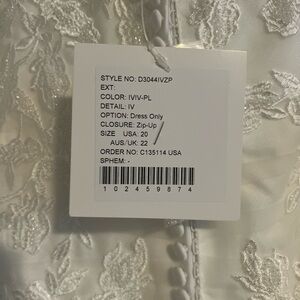 STYLE NO: D3044IVZP
EXT:
COLOR: IVIV-PL
DETAIL: IV
OPTION: Dress Only
CLOSURE: Zip-Up
SIZE USA: 20
AUS/UK: 22
ORDER NO: C135114 USA
SPHEM: -
1 0 2 4 5 9 8 7 4